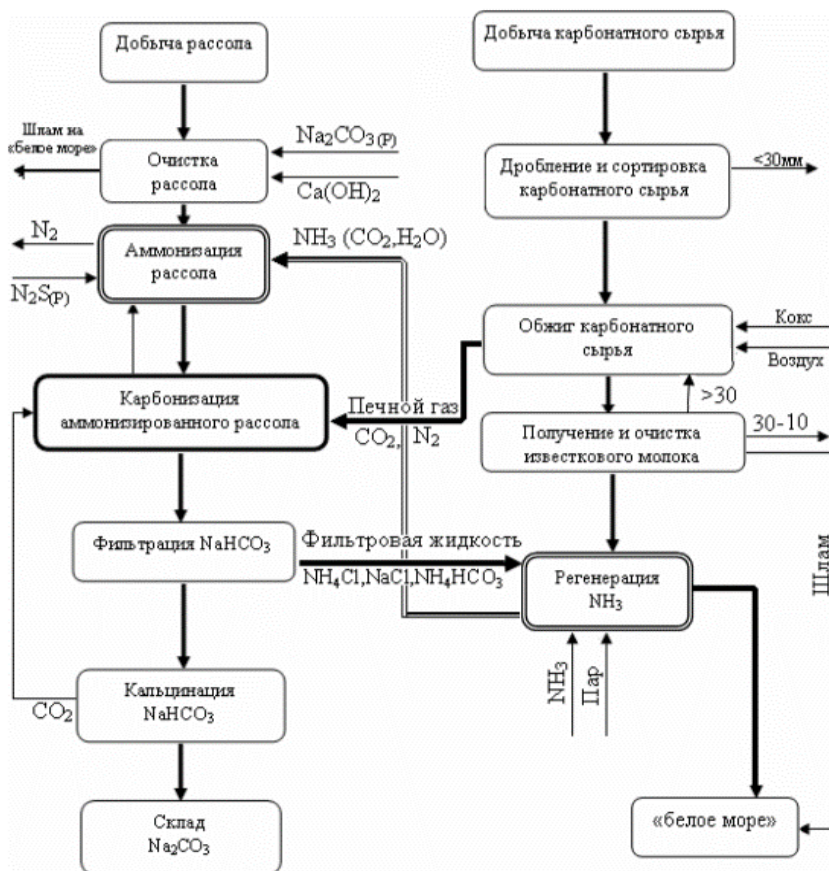 Добыча рассола
Добыча карбонатного сырья
Шлам на
«белое море»
Na2CO3(P)
Очистка
рассола
Ca(OH)2
Дробление и сортировка
карбонатного сырья
<30мм
N2
Аммонизация
рассола
NH3 (CO2,H2O)
N2S(P)
Обжиг карбонатного
сырья
Кокс
Воздух
>30
Карбонизация
аммонизированного рассола
Печной газ
CO2, N2
Получение и очистка
известкового молока
30-10
Фильтрация NaHCO3
Фильтровая жидкость
NH4Cl,NaCl,NH4HCO3
Регенерация
NH3
Шлам
NH3
Пар
CO2
Кальцинация
NaHCO3
Склад
Na2CO3
«белое море»